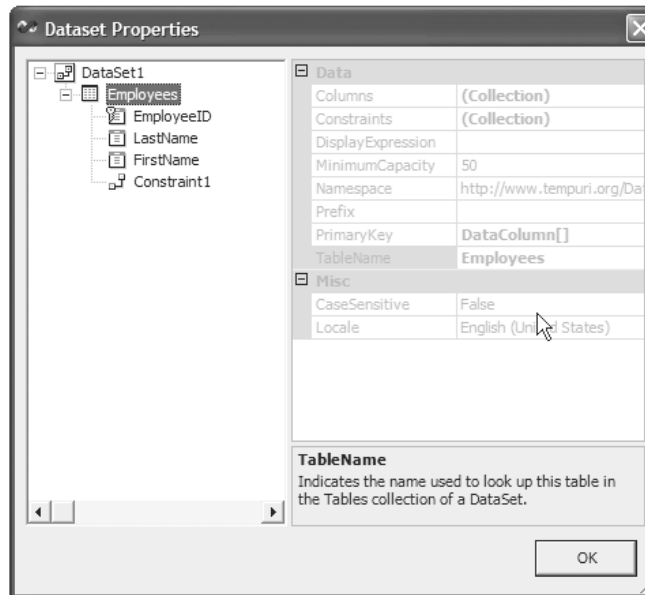 Dataset Properties
DataSet1
Employees
EmployeeID
LastName
FirstName
Constraint1
Data
Columns (Collection)
Constraints (Collection)
DisplayExpression
MinimumCapacity 50
Namespace http://www.tempuri.org/Da
Prefix
PrimaryKey DataColumn[]
TableName Employees
Misc
CaseSensitive False
Locale English (United States)
TableName
Indicates the name used to look up this table in
the Tables collection of a DataSet.
OK